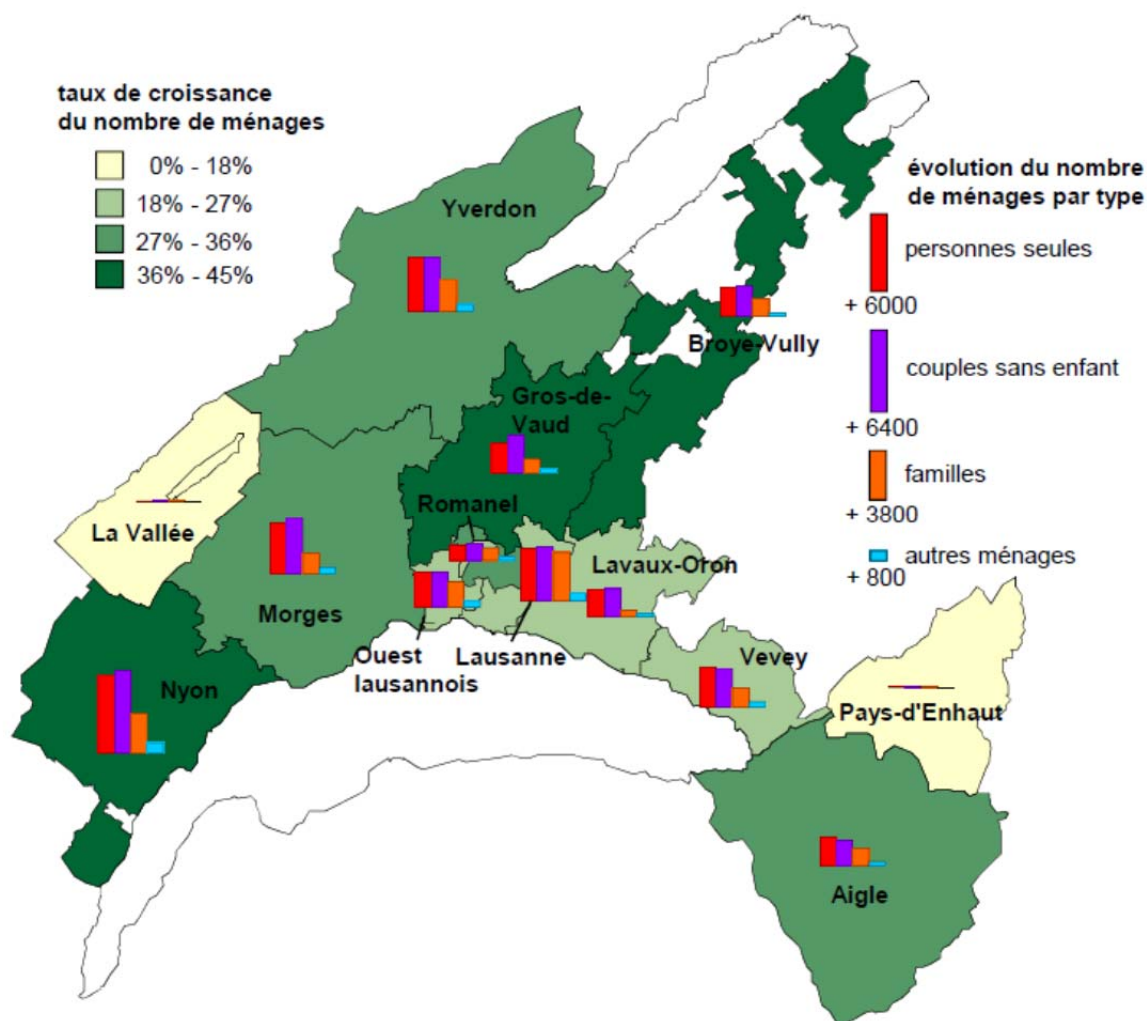 taux de croissance
du nombre de ménages
0% - 18%
18% - 27%
27% - 36%
36% - 45%
évolution du nombre
de ménages par type
personnes seules
+ 6000
couples sans enfant
+ 6400
familles
+ 3800
autres ménages
+ 800
Yverdon
Broye-Vully
Gros-de-
Vaud
Romanel
La Vallée
Lavaux-Oron
Morges
Ouest
lausannois
Lausanne
Vevey
Nyon
Pays-d'Enhaut
Aigle